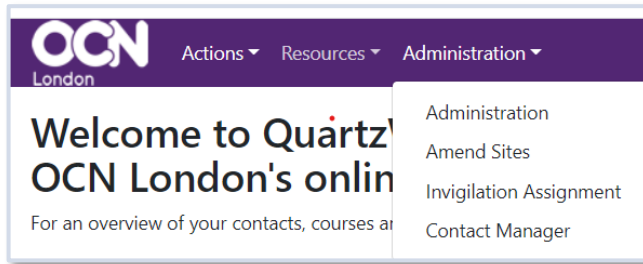 OCN
London
Actions Resources Administration
Administration
Amend Sites
Invigilation Assignment
Contact Manager
Welcome to Quartz
OCN London's onlin
For an overview of your contacts, courses a